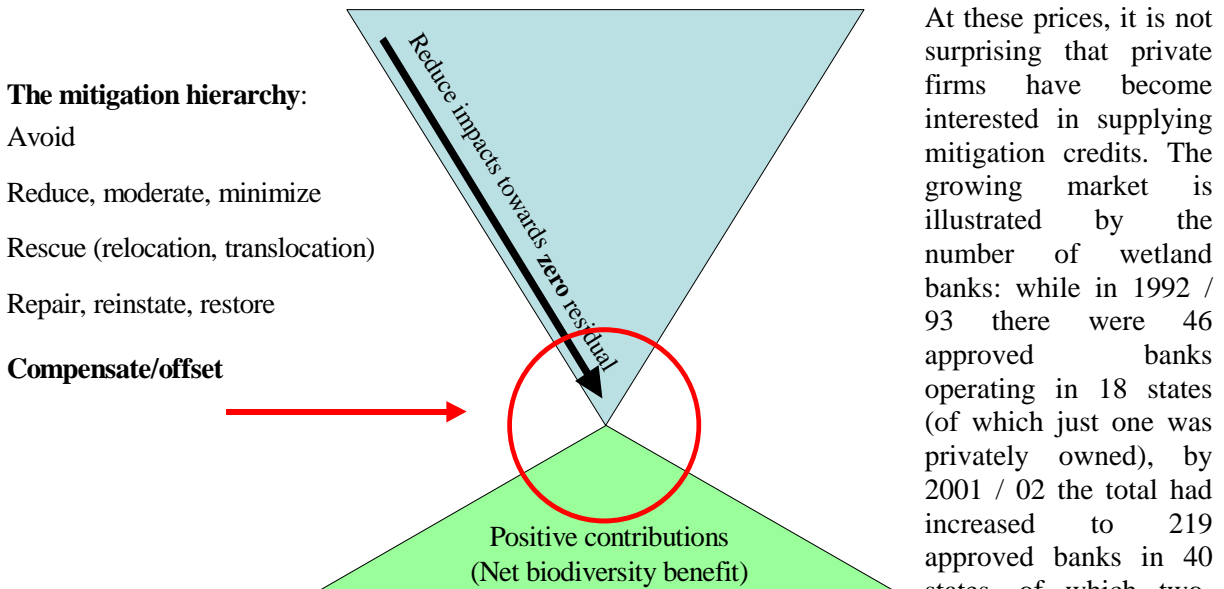 The mitigation hierarchy:
Avoid
Reduce, moderate, minimize
Rescue (relocation, translocation)
Repair, reinstate, restore
Compensate/offset
Reduce impacts towards zero residual
Positive contributions
(Net biodiversity benefit)
At these prices, it is not
surprising that private
firms have become
interested in supplying
mitigation credits. The
growing market is
illustrated by the
number of wetland
banks: while in 1992 /
93 there were 46
approved banks
operating in 18 states
(of which just one was
privately owned), by
2001 / 02 the total had
increased to 219
approved banks in 40
states, of which two-